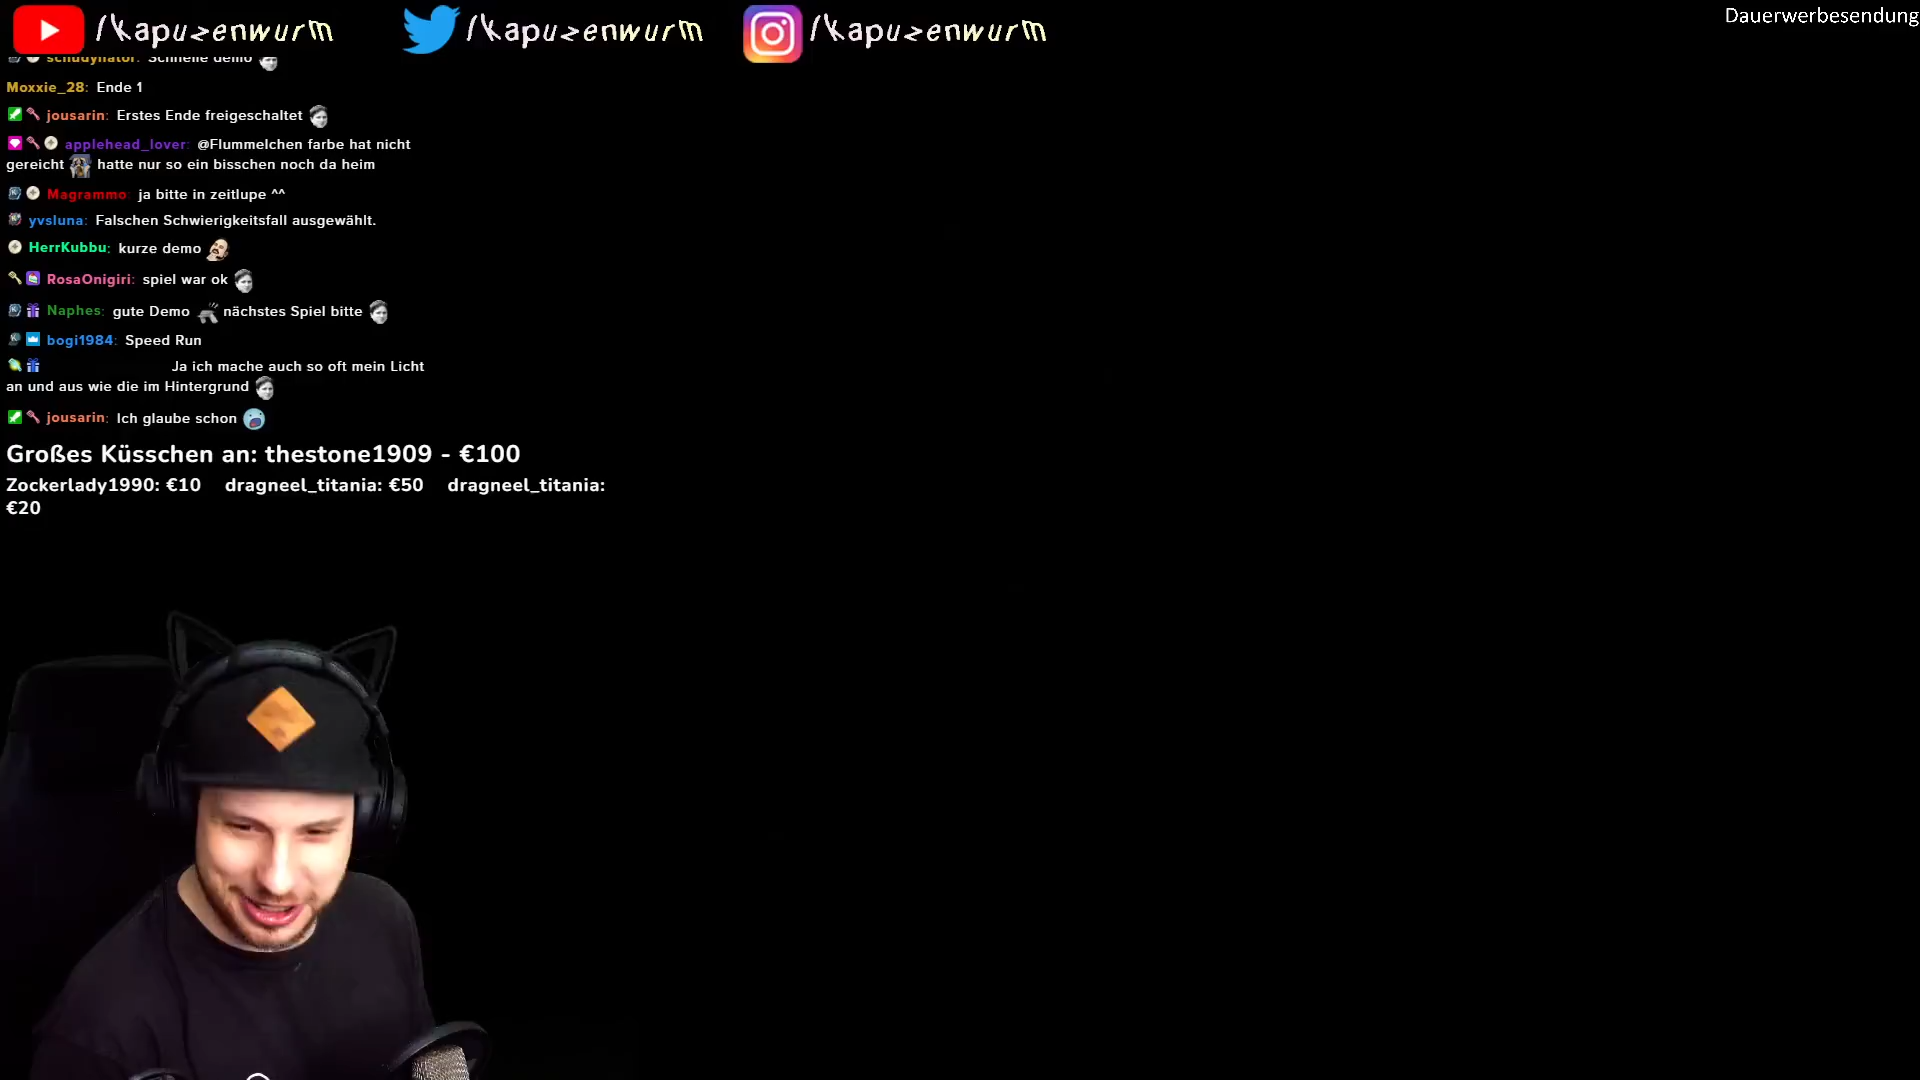 /kapuzenwurm /kapuzenwurm /kapuzenwurm Dauerwerbesendung
schudynator: Schnelle demo
Moxxie_28: Ende 1
jousarin: Erstes Ende freigeschaltet
applehead_lover: @Flummelchen farbe hat nicht
gereicht hatte nur so ein bisschen noch da heim
Magrammo: ja bitte in zeitlupe ^^
yvsluna: Falschen Schwierigkeitsfall ausgewählt.
HerrKubbu: kurze demo
RosaOnigiri: spiel war ok
Naphes: gute Demo nächstes Spiel bitte
bogi1984: Speed Run
Ja ich mache auch so oft mein Licht
an und aus wie die im Hintergrund
jousarin: Ich glaube schon
Großes Küsschen an: thestone1909 - €100
Zockerlady1990: €10 dragneel_titania: €50 dragneel_titania:
€20